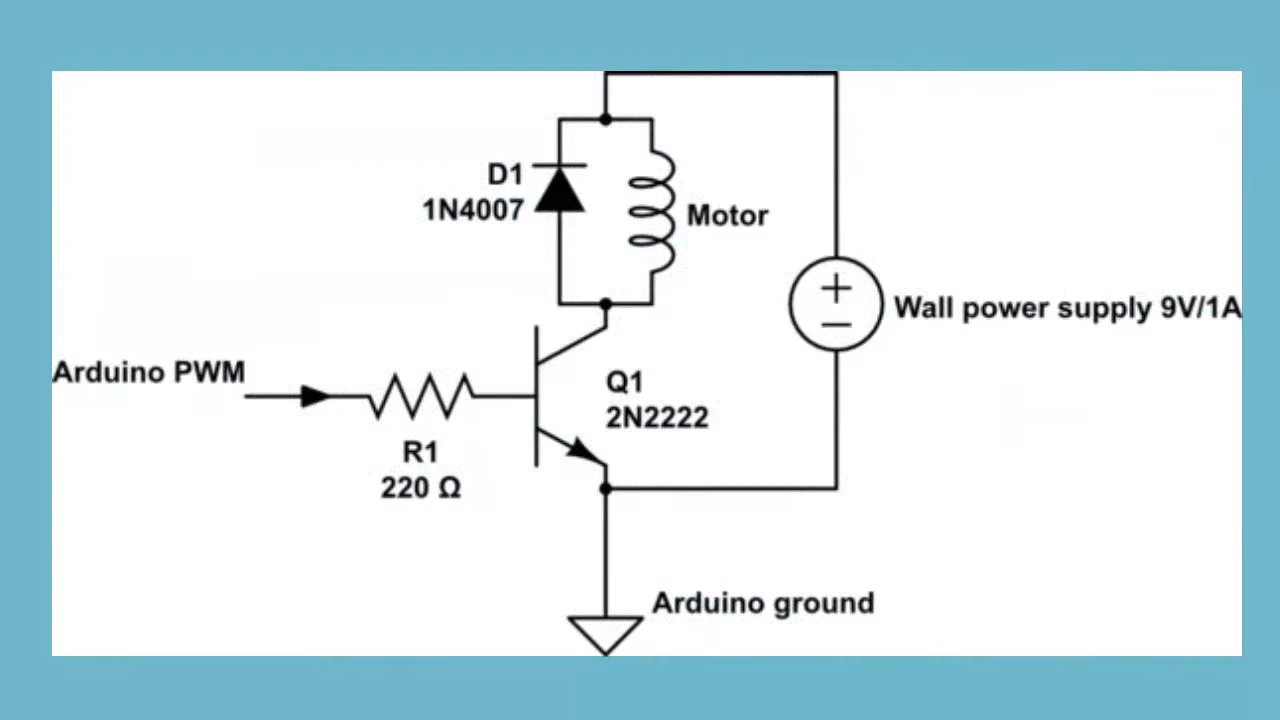 D1
1N4007
Motor
Wall power supply 9V/1A
Arduino PWM
Q1
2N2222
R1
220 Ω
Arduino ground